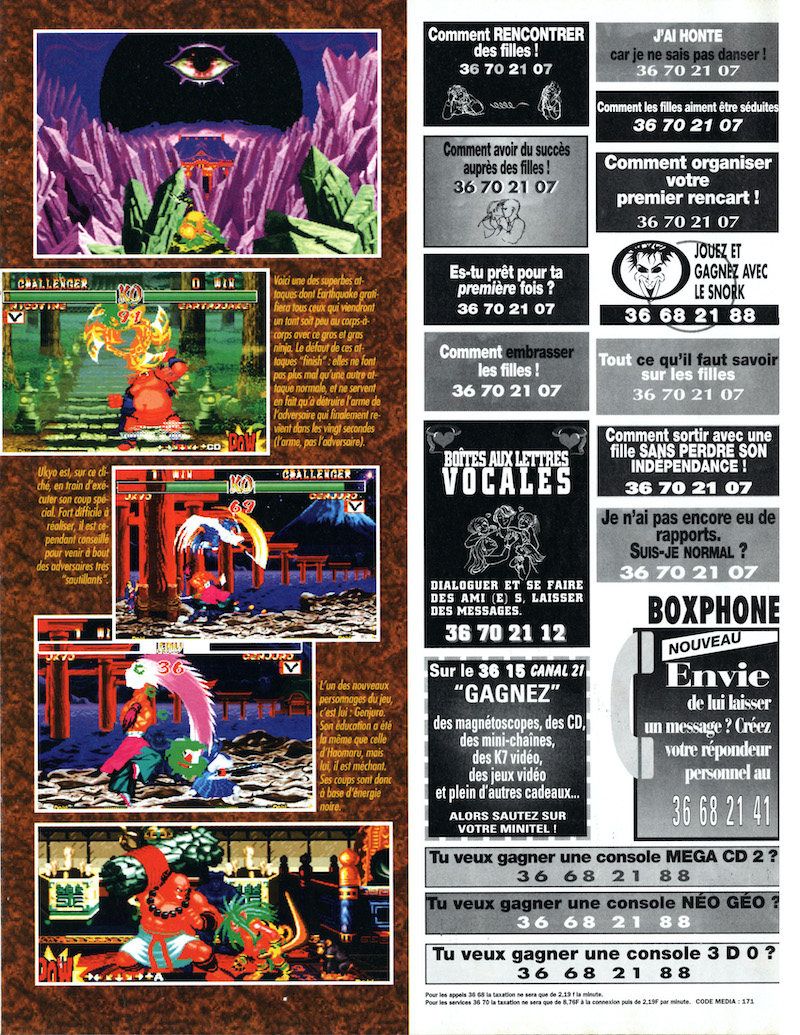 CHALLENGER 0 WIN
KO
NICOTINE EARTHQUAKE
31
+CD
POW
Voici une des superbes at-
taques dont Earthquake grati-
fiera tous ceux qui viendront
un tant soit peu au corps-à-
corps avec ce gros et gras
ninja. Le défaut de ces at-
taques "finish" : elles ne font
pas plus mal qu'une autre at-
taque normale, et ne servent
en fait qu'à détruire l'arme de
l'adversaire qui finalement re-
vient dans les vingt secondes
(l'arme, pas l'adversaire).
Ukyo est, sur ce cli-
ché, en train d'exé-
cuter son coup spé-
cial. Fort difficile à
réaliser, il est ce-
pendant conseillé
pour venir à bout
des adversaires très
"sautillants".
1 WIN CHALLENGER
KO
UKYO GENJURO
69
UKYO GENJURO
36
L'un des nouveaux
personnages du jeu,
c'est lui : Genjuro.
Son éducation a été
la même que celle
d'Haomaru, mais
lui, il est méchant.
Ses coups sont donc
à base d'énergie
noire.
POW
+A
Comment RENCONTRER
des filles !
36 70 21 07
Comment avoir du succès
auprès des filles !
36 70 21 07
Es-tu prêt pour ta
première fois ?
36 70 21 07
Comment embrasser
les filles !
36 70 21 07
BOÎTES AUX LETTRES
VOCALES
DIALOGUER ET SE FAIRE
DES AMI (E) S, LAISSER
DES MESSAGES.
36 70 21 12
Sur le 36 15 CANAL 21
"GAGNEZ"
des magnétoscopes, des CD,
des mini-chaînes,
des K7 vidéo,
des jeux vidéo
et plein d'autres cadeaux...
ALORS SAUTEZ SUR
VOTRE MINITEL !
J'AI HONTE
car je ne sais pas danser !
36 70 21 07
Comment les filles aiment être séduites
36 70 21 07
Comment organiser
votre
premier rencart !
36 70 21 07
JOUEZ ET
GAGNEZ AVEC
LE SNORK
36 68 21 88
Tout ce qu'il faut savoir
sur les filles
36 70 21 07
Comment sortir avec une
fille SANS PERDRE SON
INDÉPENDANCE !
36 70 21 07
Je n'ai pas encore eu de
rapports.
SUIS-JE NORMAL ?
36 70 21 07
BOXPHONE
NOUVEAU
Envie
de lui laisser
un message ? Créez
votre répondeur
personnel au
36 68 21 41
Tu veux gagner une console MEGA CD 2 ?
36 68 21 88
Tu veux gagner une console NÉO GÉO ?
36 68 21 88
Tu veux gagner une console 3 D 0 ?
36 68 21 88
Pour les appels 36 68 la taxation ne sera que de 2,19 f la minute.
Pour les services 36 70 la taxation ne sera que de 8,76F à la connexion puis de 2,19F par minute. CODE MEDIA : 171